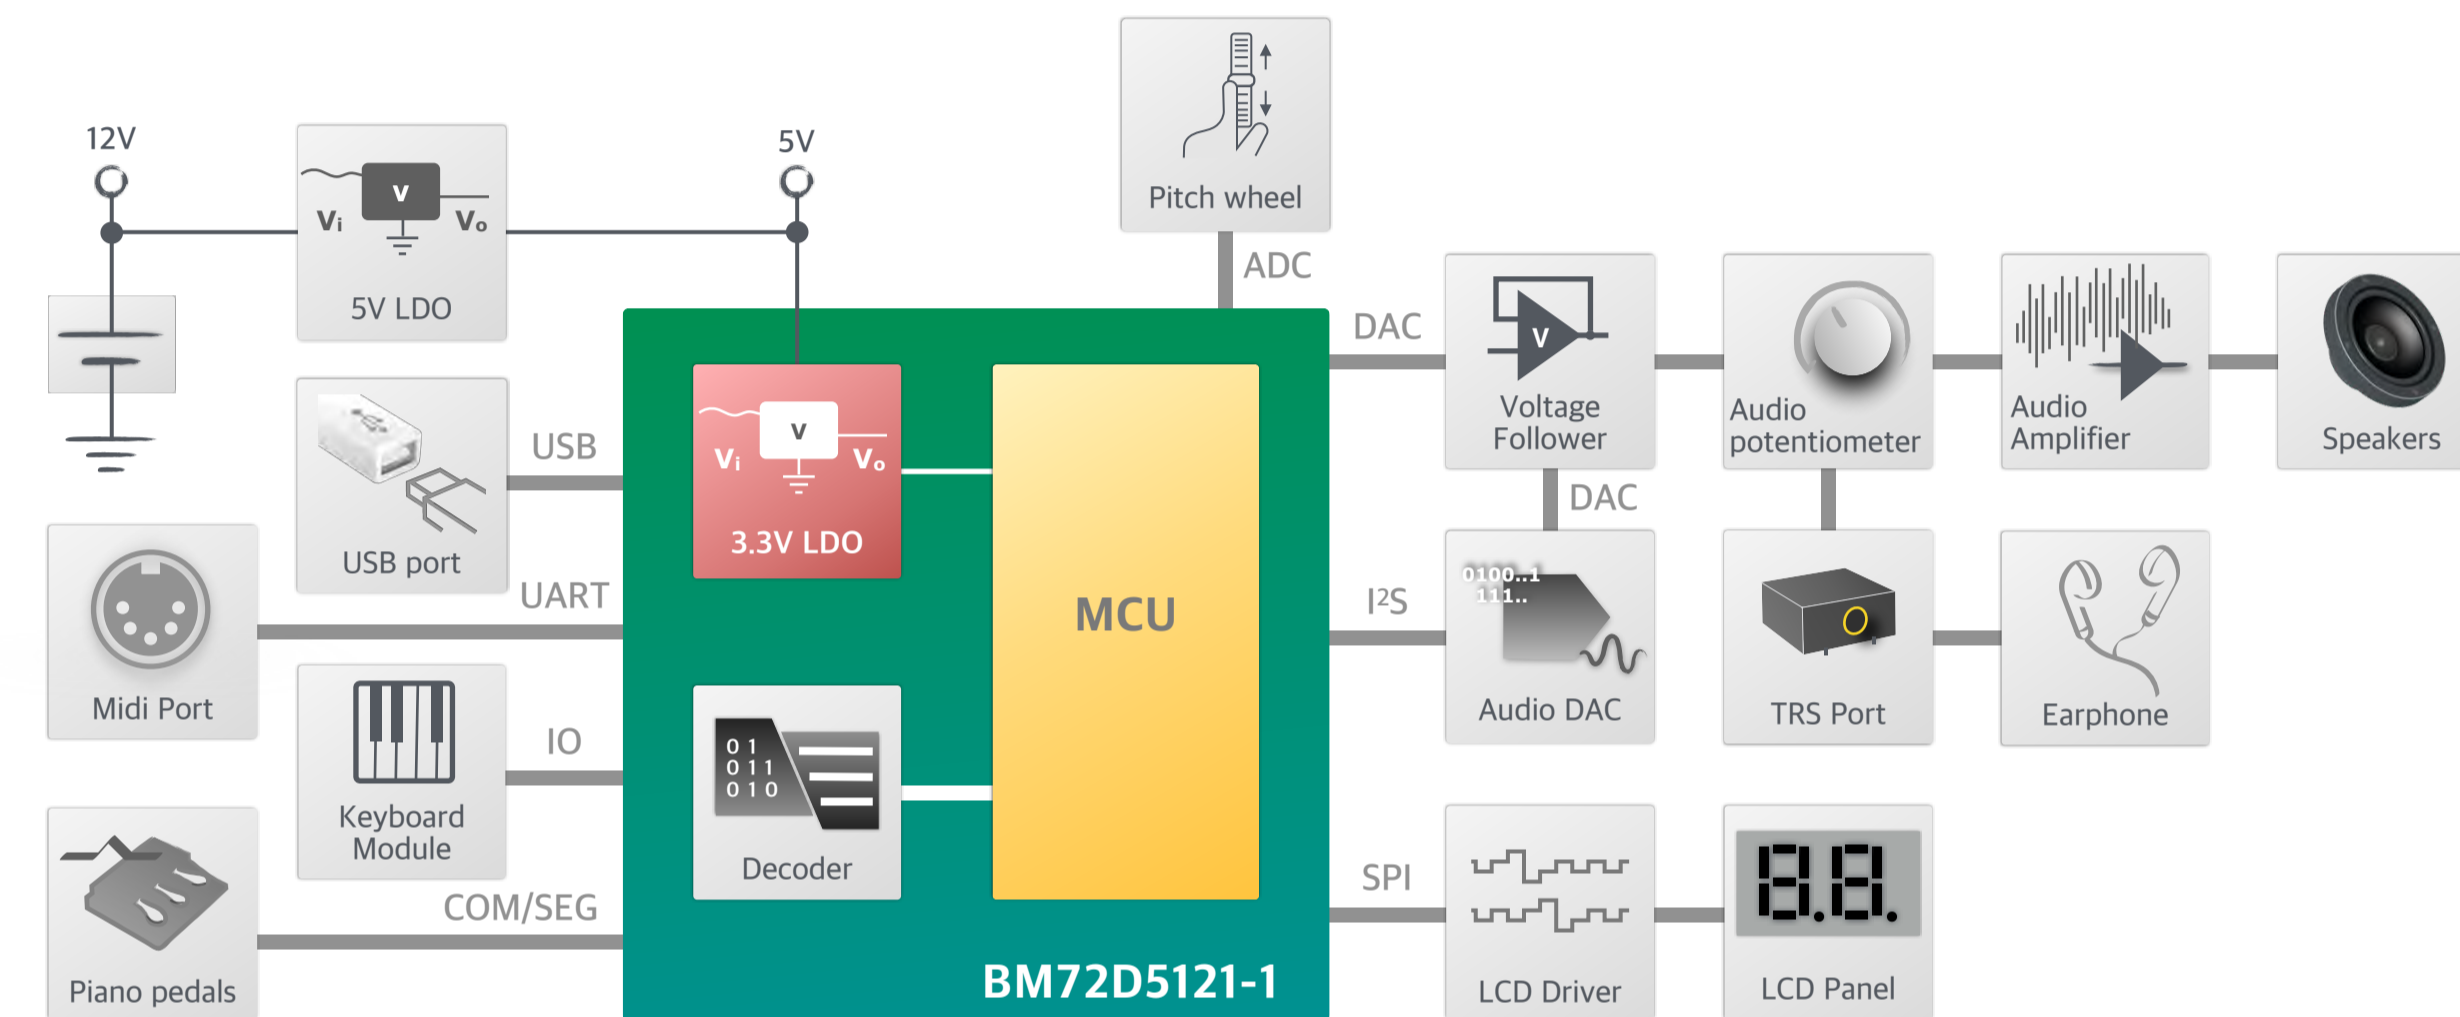 12V
V
Vi
Vo
5V LDO
5V
Pitch wheel
ADC
USB port
USB
Midi Port
UART
Keyboard
Module
IO
Piano pedals
COM/SEG
V
Vi
Vo
3.3V LDO
0 1
0 1 1
0 1 0
Decoder
MCU
BM72D5121-1
DAC
V
Voltage
Follower
Audio
potentiometer
Audio
Amplifier
Speakers
DAC
I²S
0100..1
111..
Audio DAC
TRS Port
Earphone
SPI
LCD Driver
8.8.
LCD Panel